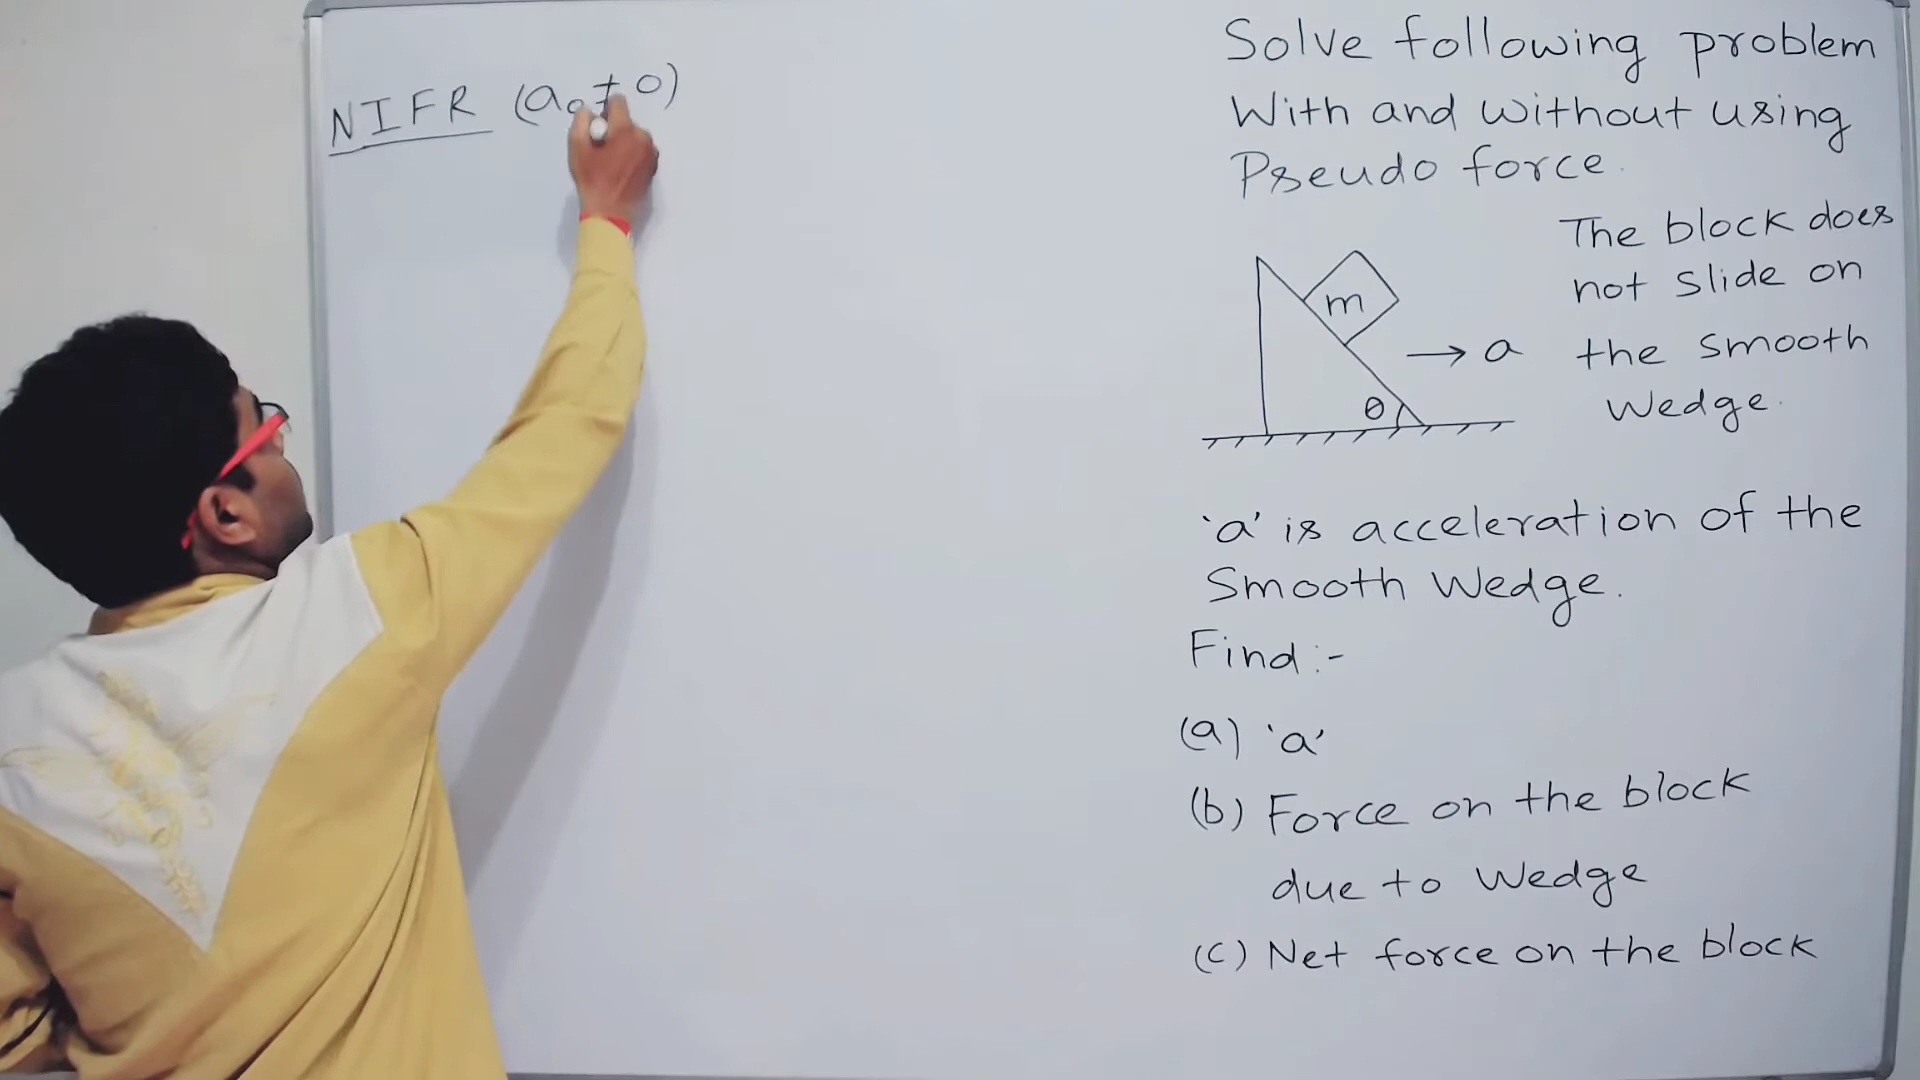 NIFR (a₀ ≠ 0)
Solve following problem
With and without using
Pseudo force.
The block does
not slide on
the smooth
Wedge.
m
→ a
θ
'a' is acceleration of the
Smooth Wedge.
Find :-
(a) 'a'
(b) Force on the block
due to Wedge
(c) Net force on the block